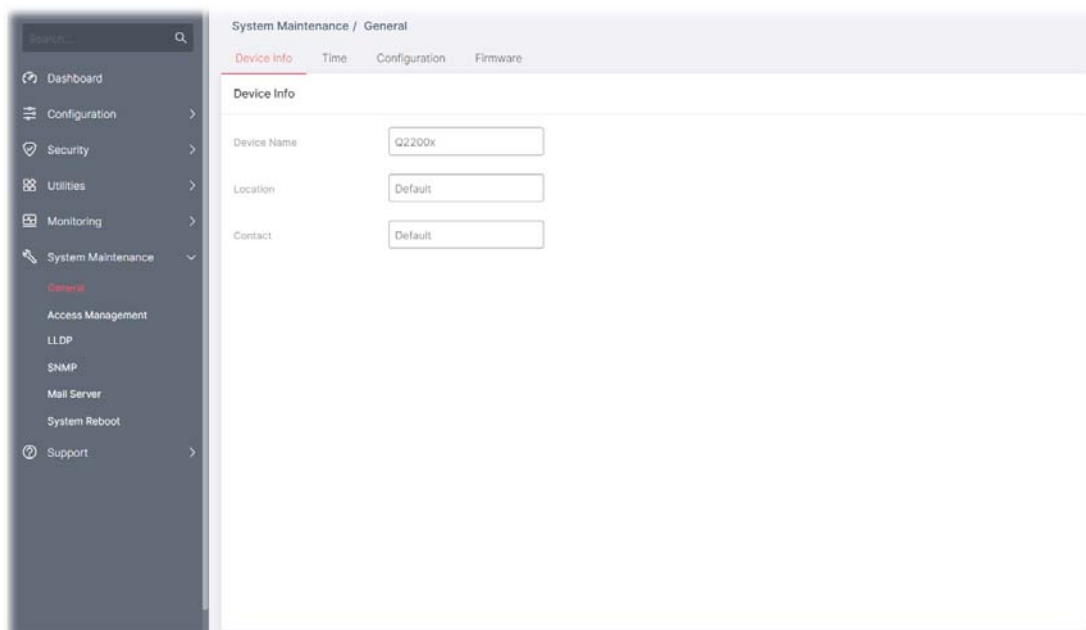 Search...
System Maintenance / General
Device Info Time Configuration Firmware
Device Info
Dashboard
Configuration
Security
Utilities
Monitoring
System Maintenance
General
Access Management
LLDP
SNMP
Mail Server
System Reboot
Support
Device Name Q2200x
Location Default
Contact Default